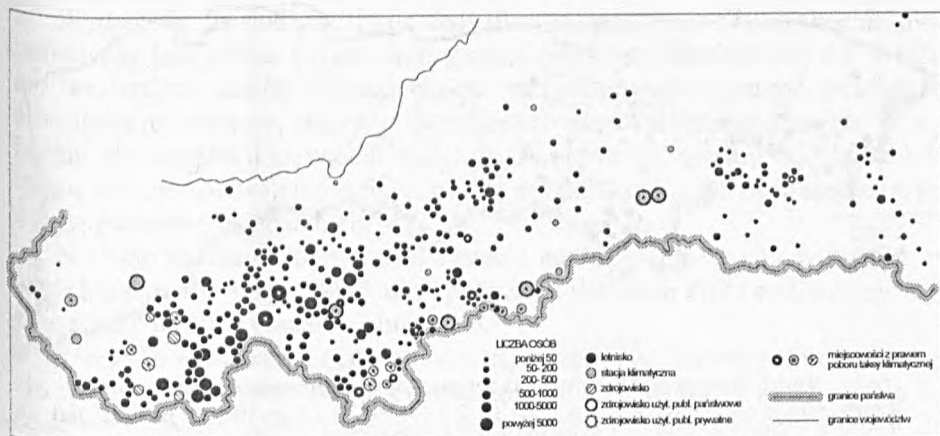 LICZBA OSÓB
poniżej 50
50-200
200-500
500-1000
1000-5000
powyżej 5000
letnisko
stacja klimatyczna
zdrojowisko
zdrojowisko użyt. publ. państwowe
zdrojowisko użyt. publ. prywatne
miejscowości z prawem
poboru taksy klimatycznej
granice państwa
granice województw